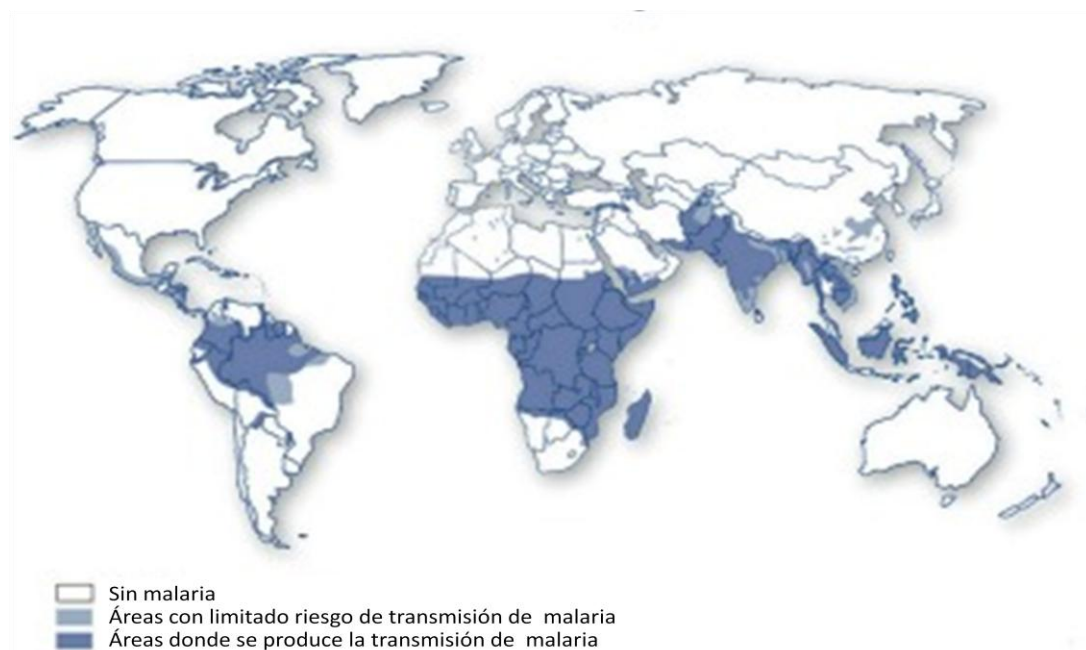 Sin malaria
Áreas con limitado riesgo de transmisión de malaria
Áreas donde se produce la transmisión de malaria